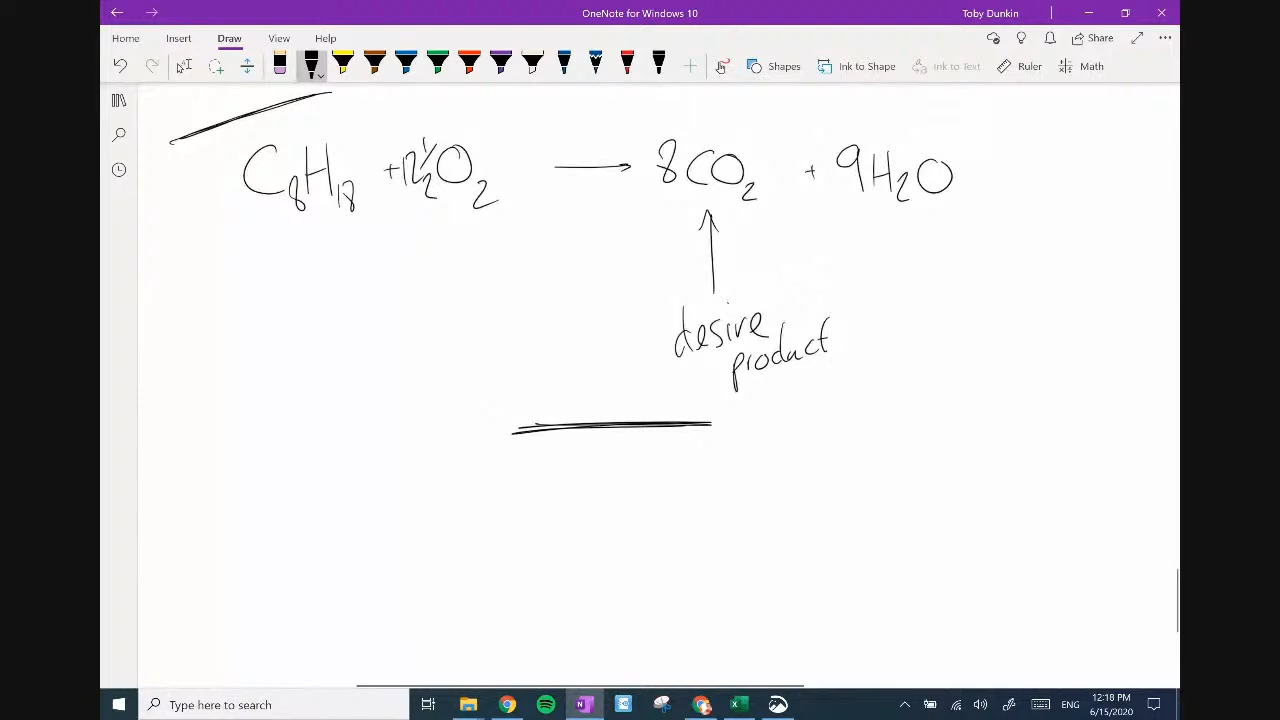 OneNote for Windows 10
Toby Dunkin
Home Insert Draw View Help
Share
Shapes Ink to Shape Ink to Text Ruler Math
C₈H₁₈ + 12½O₂ → 8CO₂ + 9H₂O
desire
product
Type here to search
ENG
12:18 PM
6/15/2020